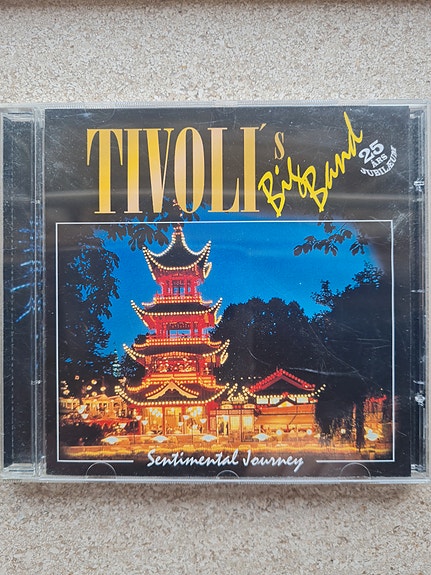 TIVOLI´s
Big Band
25
ÅRS
JUBILÆUM
Sentimental Journey